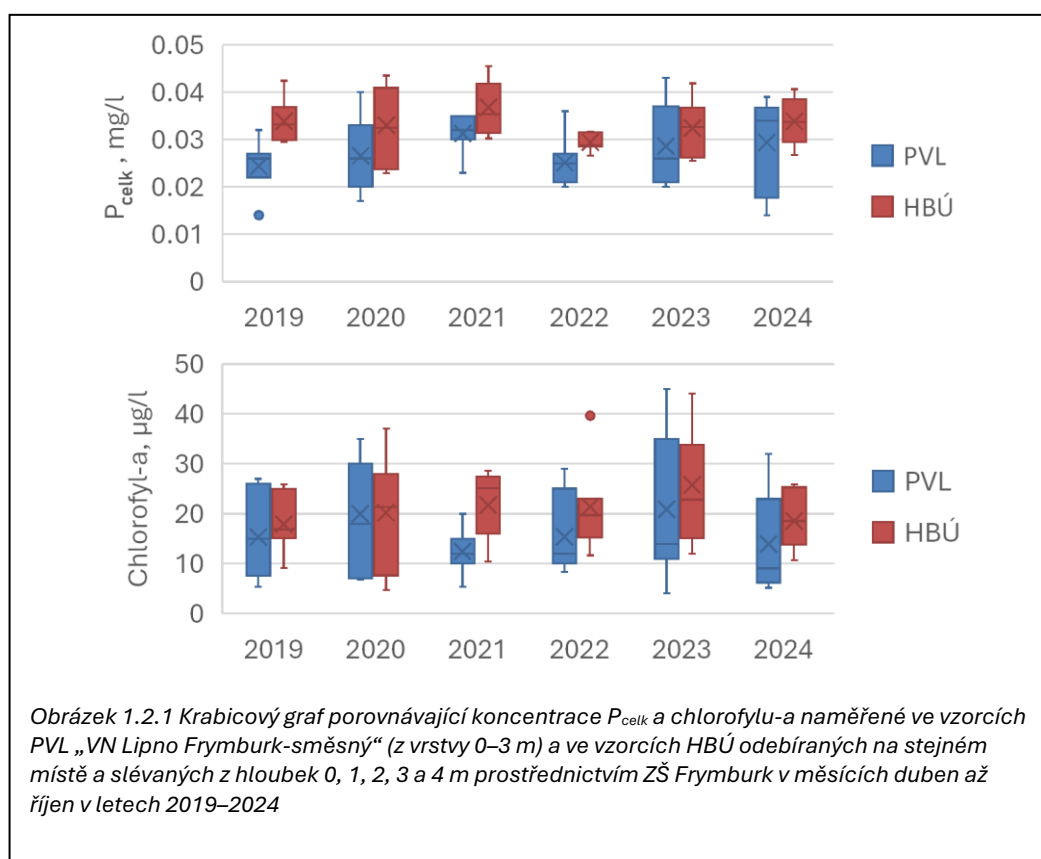 0.05
0.04
0.03
0.02
0.01
0
P_celk , mg/l
PVL
HBÚ
2019 2020 2021 2022 2023 2024
50
40
30
20
10
0
Chlorofyl-a, µg/l
PVL
HBÚ
2019 2020 2021 2022 2023 2024
Obrázek 1.2.1 Krabicový graf porovnávající koncentrace P_celk a chlorofylu-a naměřené ve vzorcích
PVL „VN Lipno Frymburk-směsný“ (z vrstvy 0–3 m) a ve vzorcích HBÚ odebíraných na stejném
místě a slévaných z hloubek 0, 1, 2, 3 a 4 m prostřednictvím ZŠ Frymburk v měsících duben až
říjen v letech 2019–2024